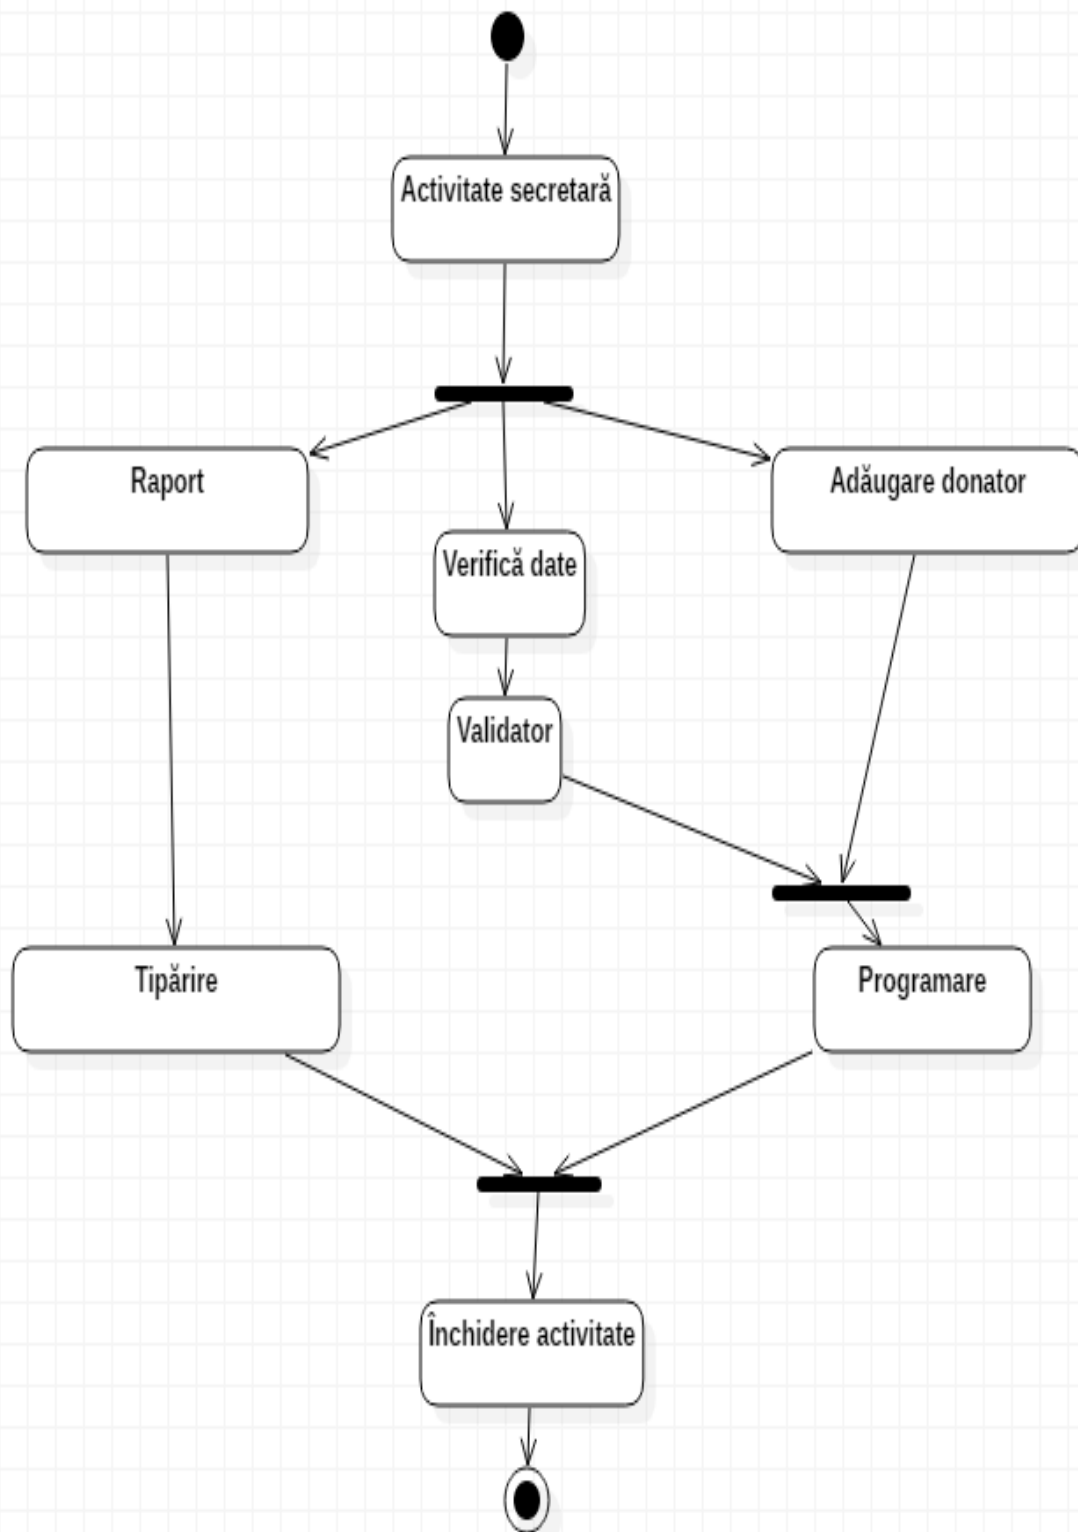 Activitate secretară
Raport
Adăugare donator
Verifică date
Validator
Tipărire
Programare
Închidere activitate